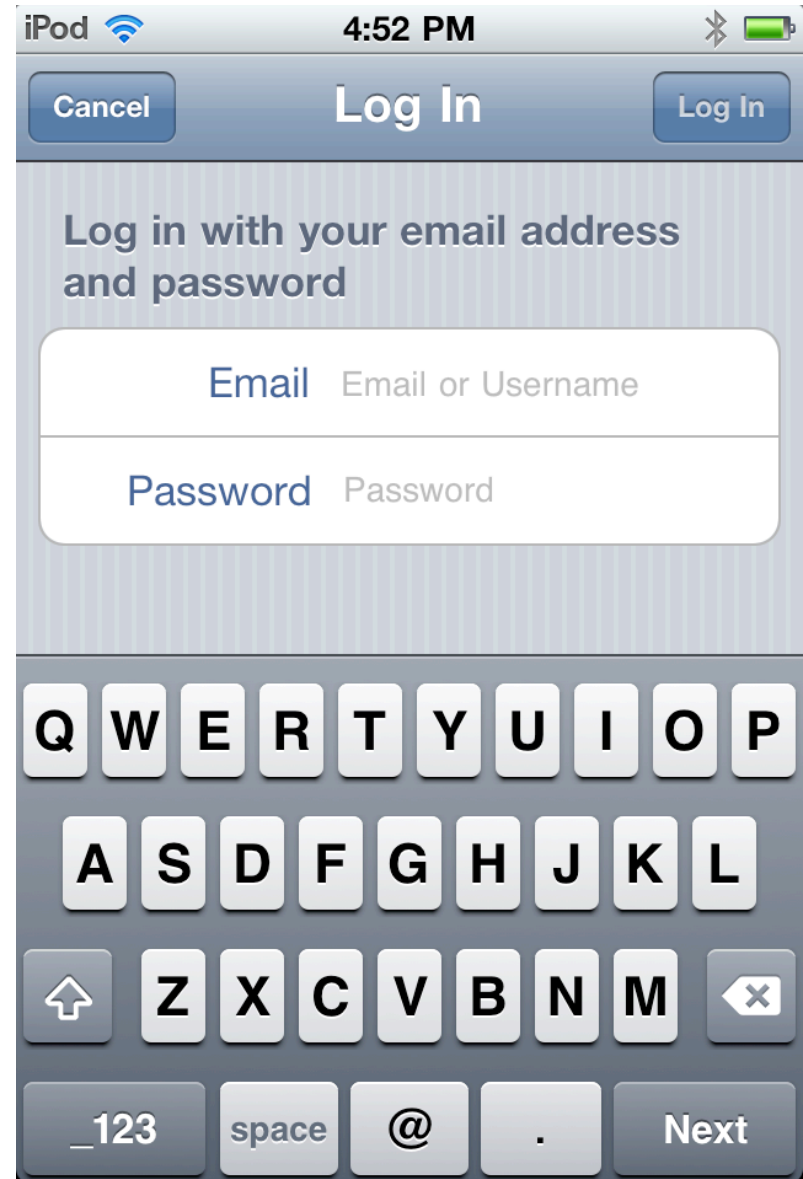 iPod 4:52 PM
Cancel Log In Log In
Log in with your email address
and password
Email Email or Username
Password Password
Q W E R T Y U I O P
A S D F G H J K L
Z X C V B N M
_123 space @ . Next